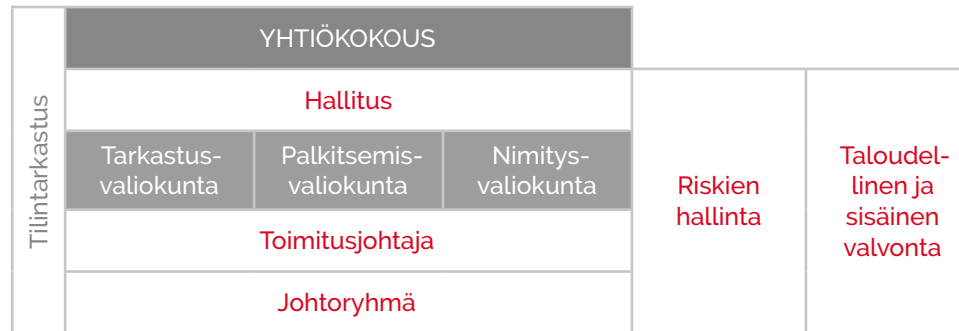 Tilintarkastus
YHTIÖKOKOUS
Hallitus
Tarkastus-
valiokunta
Palkitsemis-
valiokunta
Nimitys-
valiokunta
Toimitusjohtaja
Johtoryhmä
Riskien
hallinta
Taloudel-
linen ja
sisäinen
valvonta